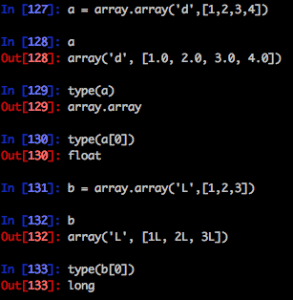 In [127]: a = array.array('d',[1,2,3,4])
In [128]: a
Out[128]: array('d', [1.0, 2.0, 3.0, 4.0])
In [129]: type(a)
Out[129]: array.array
In [130]: type(a[0])
Out[130]: float
In [131]: b = array.array('L',[1,2,3])
In [132]: b
Out[132]: array('L', [1L, 2L, 3L])
In [133]: type(b[0])
Out[133]: long